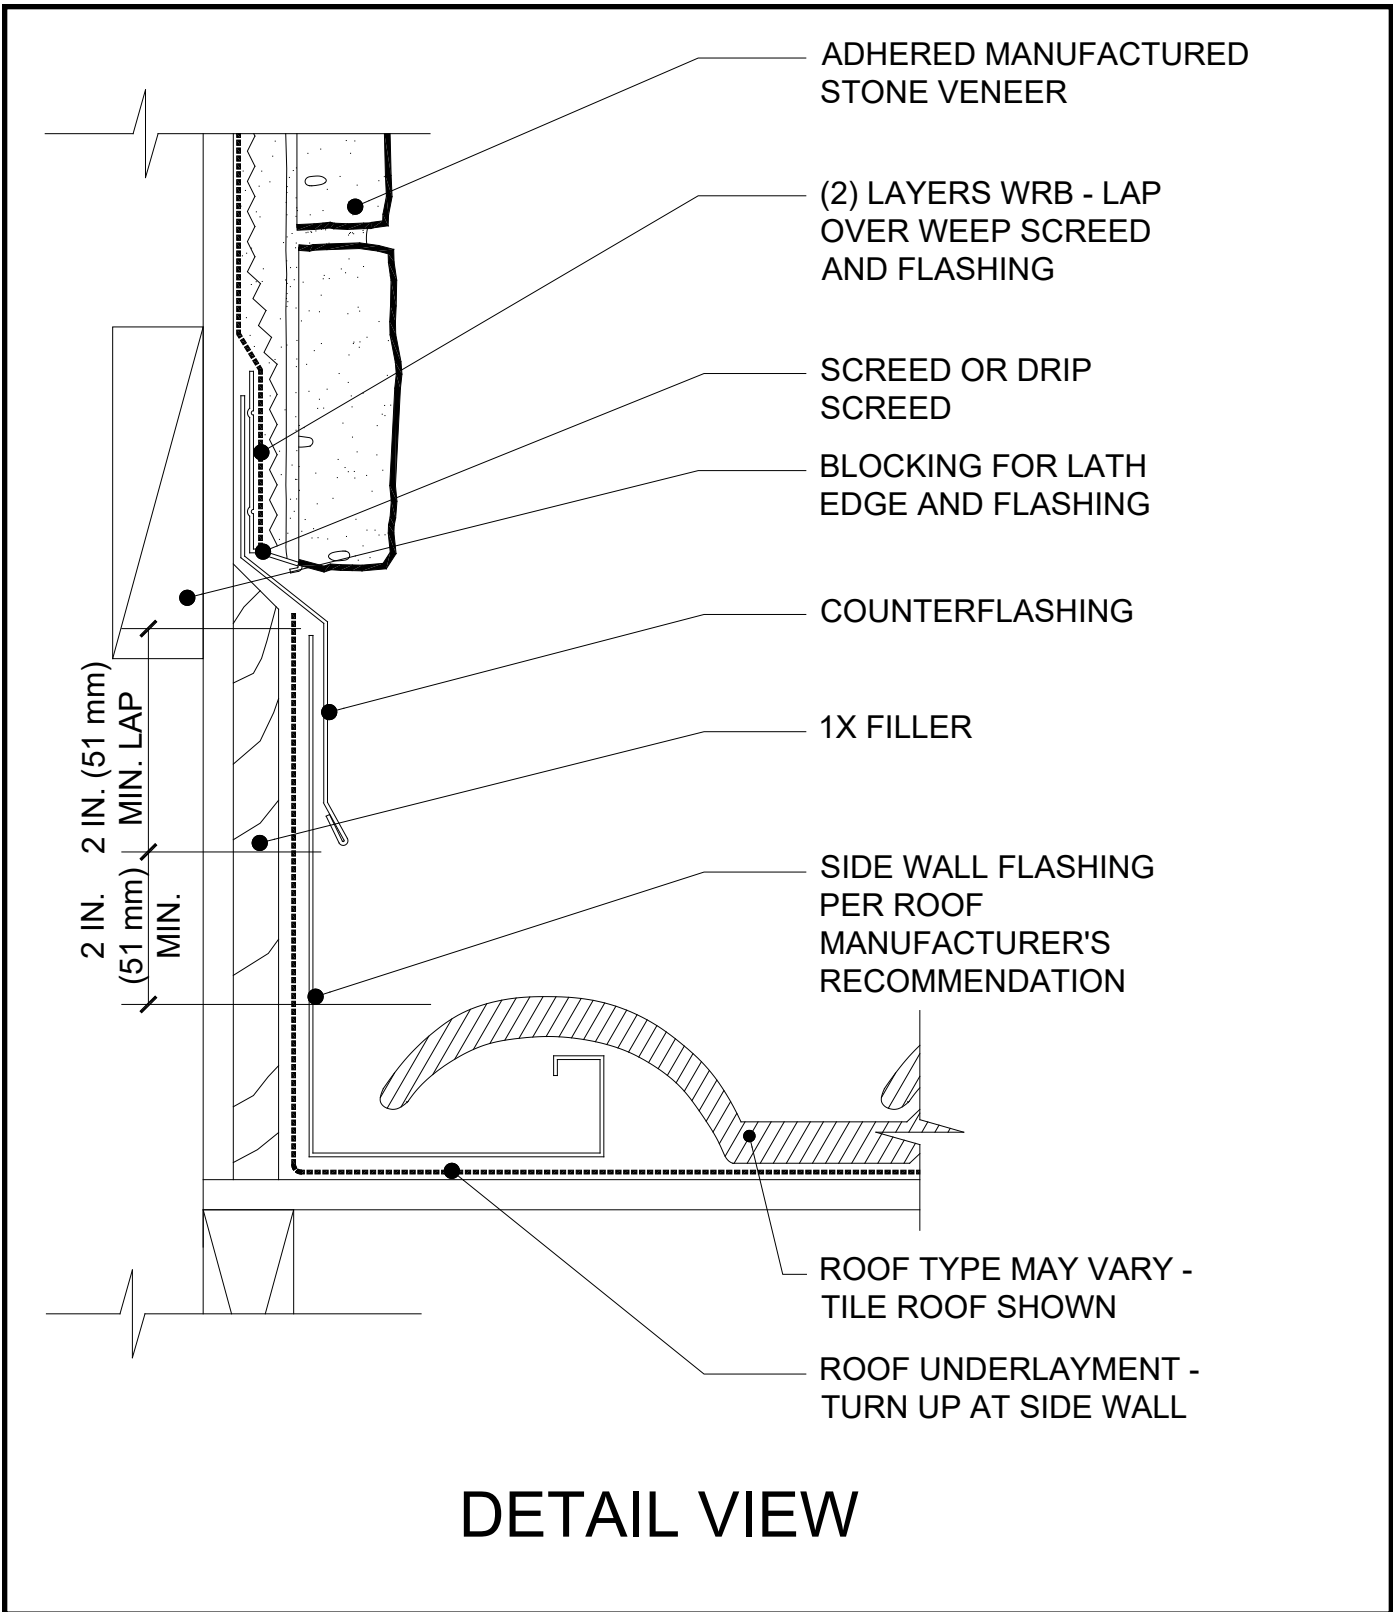 ADHERED MANUFACTURED
STONE VENEER
(2) LAYERS WRB - LAP
OVER WEEP SCREED
AND FLASHING
SCREED OR DRIP
SCREED
BLOCKING FOR LATH
EDGE AND FLASHING
COUNTERFLASHING
1X FILLER
2 IN. (51 mm)
MIN. LAP
2 IN.
(51 mm)
MIN.
SIDE WALL FLASHING
PER ROOF
MANUFACTURER'S
RECOMMENDATION
ROOF TYPE MAY VARY -
TILE ROOF SHOWN
ROOF UNDERLAYMENT -
TURN UP AT SIDE WALL
DETAIL VIEW